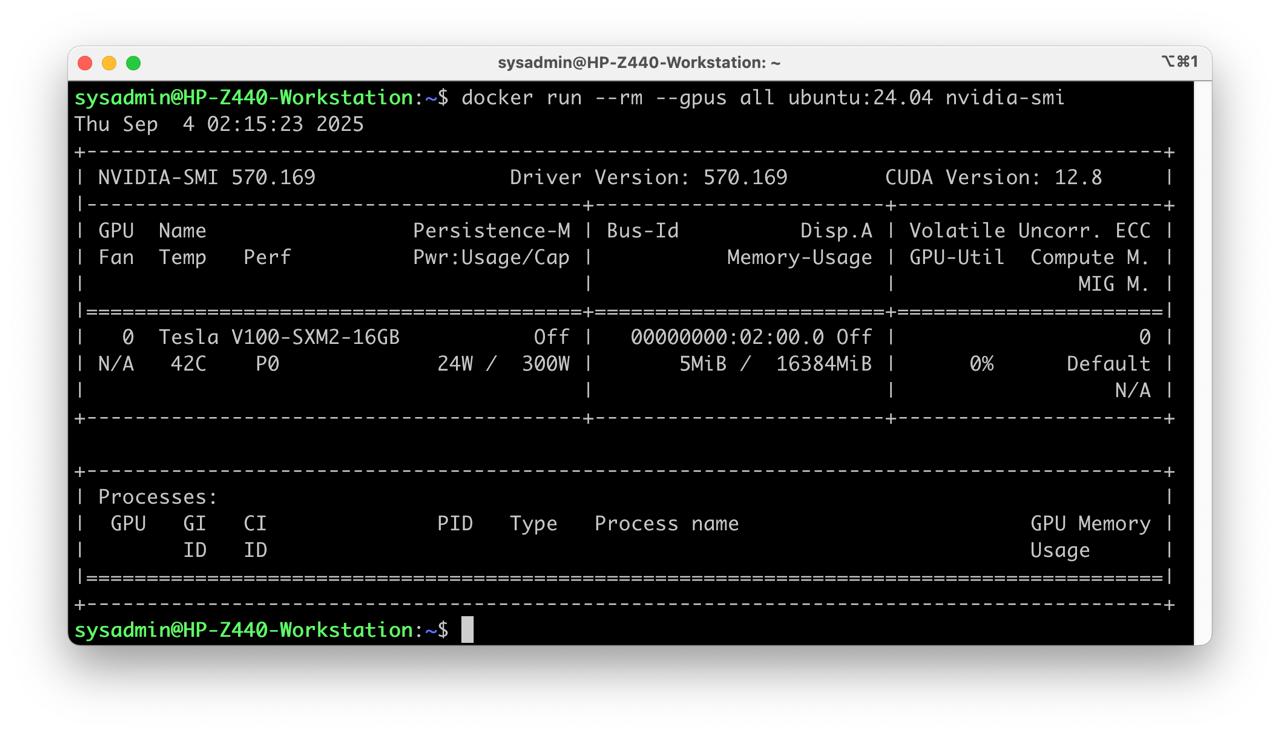 sysadmin@HP-Z440-Workstation: ~ ⌥⌘1
sysadmin@HP-Z440-Workstation:~$ docker run --rm --gpus all ubuntu:24.04 nvidia-smi
Thu Sep  4 02:15:23 2025
+-----------------------------------------------------------------------------------------+
| NVIDIA-SMI 570.169                Driver Version: 570.169        CUDA Version: 12.8     |
|-----------------------------------------+------------------------+----------------------+
| GPU  Name                 Persistence-M | Bus-Id          Disp.A | Volatile Uncorr. ECC |
| Fan  Temp   Perf          Pwr:Usage/Cap |           Memory-Usage | GPU-Util  Compute M. |
|                                         |                        |               MIG M. |
|=========================================+========================+======================|
|   0  Tesla V100-SXM2-16GB           Off |   00000000:02:00.0 Off |                    0 |
| N/A   42C    P0              24W /  300W |       5MiB /  16384MiB |      0%      Default |
|                                         |                        |                  N/A |
+-----------------------------------------+------------------------+----------------------+
+-----------------------------------------------------------------------------------------+
| Processes:                                                                              |
|  GPU   GI   CI              PID   Type   Process name                        GPU Memory |
|        ID   ID                                                               Usage      |
|=========================================================================================|
+-----------------------------------------------------------------------------------------+
sysadmin@HP-Z440-Workstation:~$